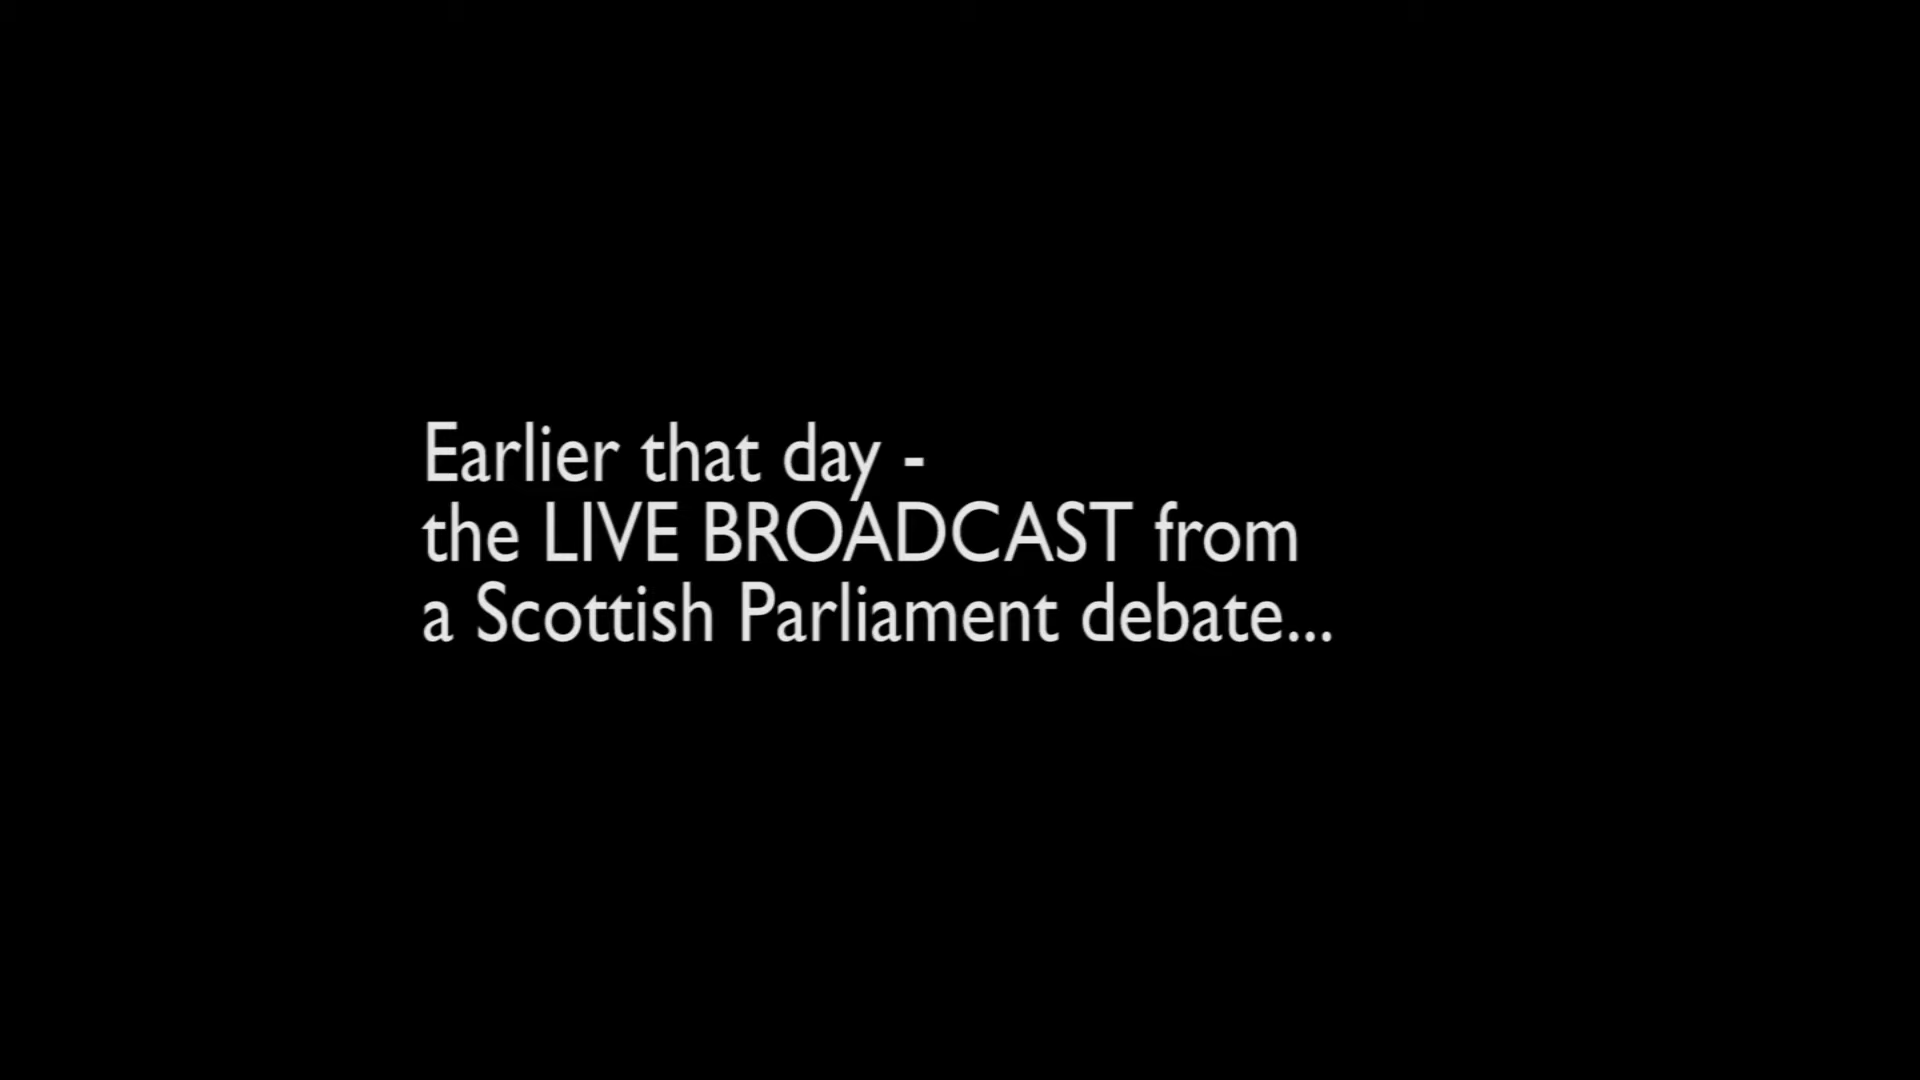 Earlier that day -
the LIVE BROADCAST from
a Scottish Parliament debate...